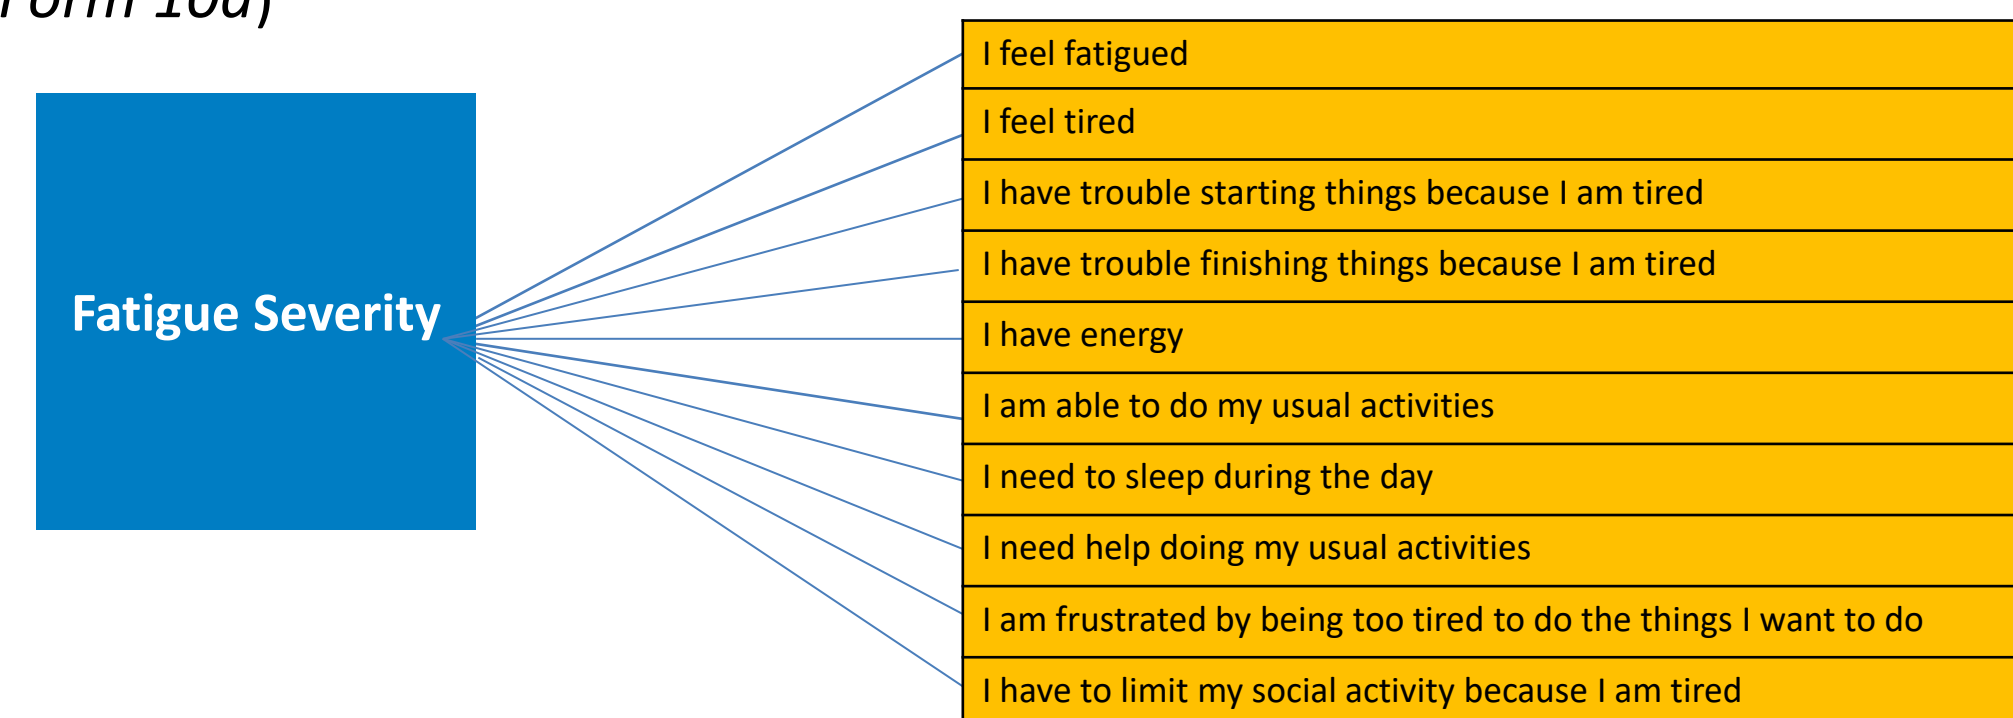 Form 10a)
I feel fatigued
I feel tired
I have trouble starting things because I am tired
I have trouble finishing things because I am tired
Fatigue Severity
I have energy
I am able to do my usual activities
I need to sleep during the day
I need help doing my usual activities
I am frustrated by being too tired to do the things I want to do
I have to limit my social activity because I am tired